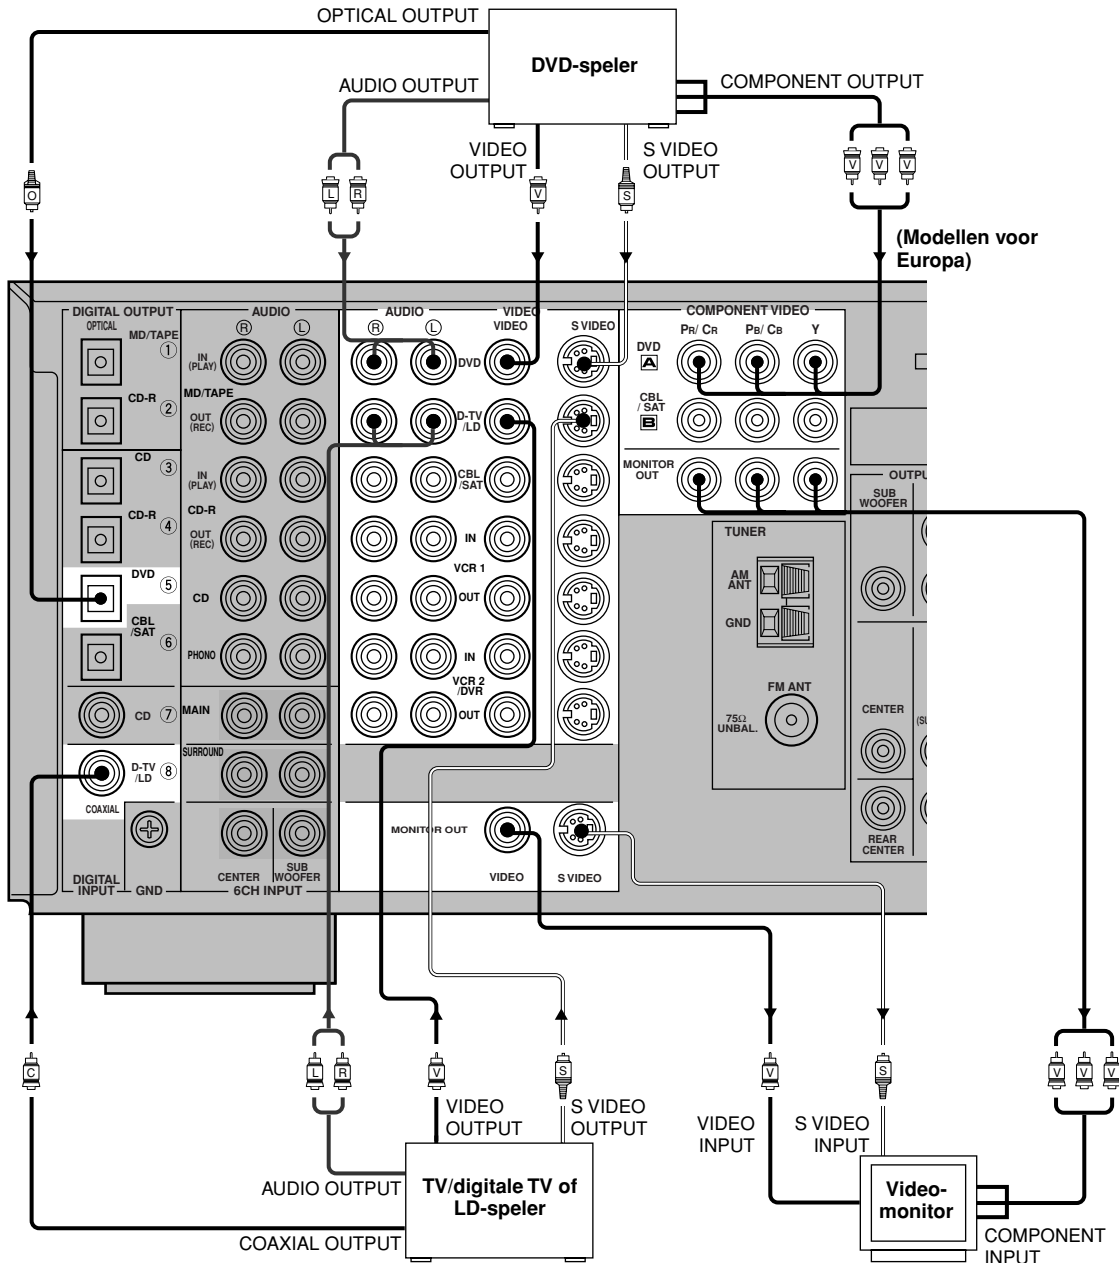 OPTICAL OUTPUT
DVD-speler
AUDIO OUTPUT
COMPONENT OUTPUT
VIDEO
OUTPUT
S VIDEO
OUTPUT
O
L
R
V
S
V
V
V
(Modellen voor
Europa)
DIGITAL OUTPUT
OPTICAL
MD/TAPE
①
CD-R
②
CD
③
CD-R
④
DVD
⑤
CBL
/SAT
⑥
CD
⑦
D-TV
/LD
⑧
COAXIAL
DIGITAL
INPUT
GND
AUDIO
R
L
IN
(PLAY)
MD/TAPE
OUT
(REC)
IN
(PLAY)
CD-R
OUT
(REC)
CD
PHONO
MAIN
SURROUND
CENTER
SUB
WOOFER
6CH INPUT
AUDIO
R
L
VIDEO
VIDEO
S VIDEO
DVD
D-TV
/LD
CBL
/SAT
IN
VCR 1
OUT
IN
VCR 2
/DVR
OUT
MONITOR OUT
VIDEO
S VIDEO
COMPONENT VIDEO
PR/ CR
PB/ CB
Y
DVD
A
CBL
/ SAT
B
MONITOR
OUT
TUNER
AM
ANT
GND
FM ANT
75Ω
UNBAL.
OUTPU
SUB
WOOFER
CENTER
(SU
REAR
CENTER
C
L
R
V
S
V
S
V
V
V
VIDEO
OUTPUT
S VIDEO
OUTPUT
VIDEO
INPUT
S VIDEO
INPUT
AUDIO OUTPUT
TV/digitale TV of
LD-speler
COAXIAL OUTPUT
Video-
monitor
COMPONENT
INPUT